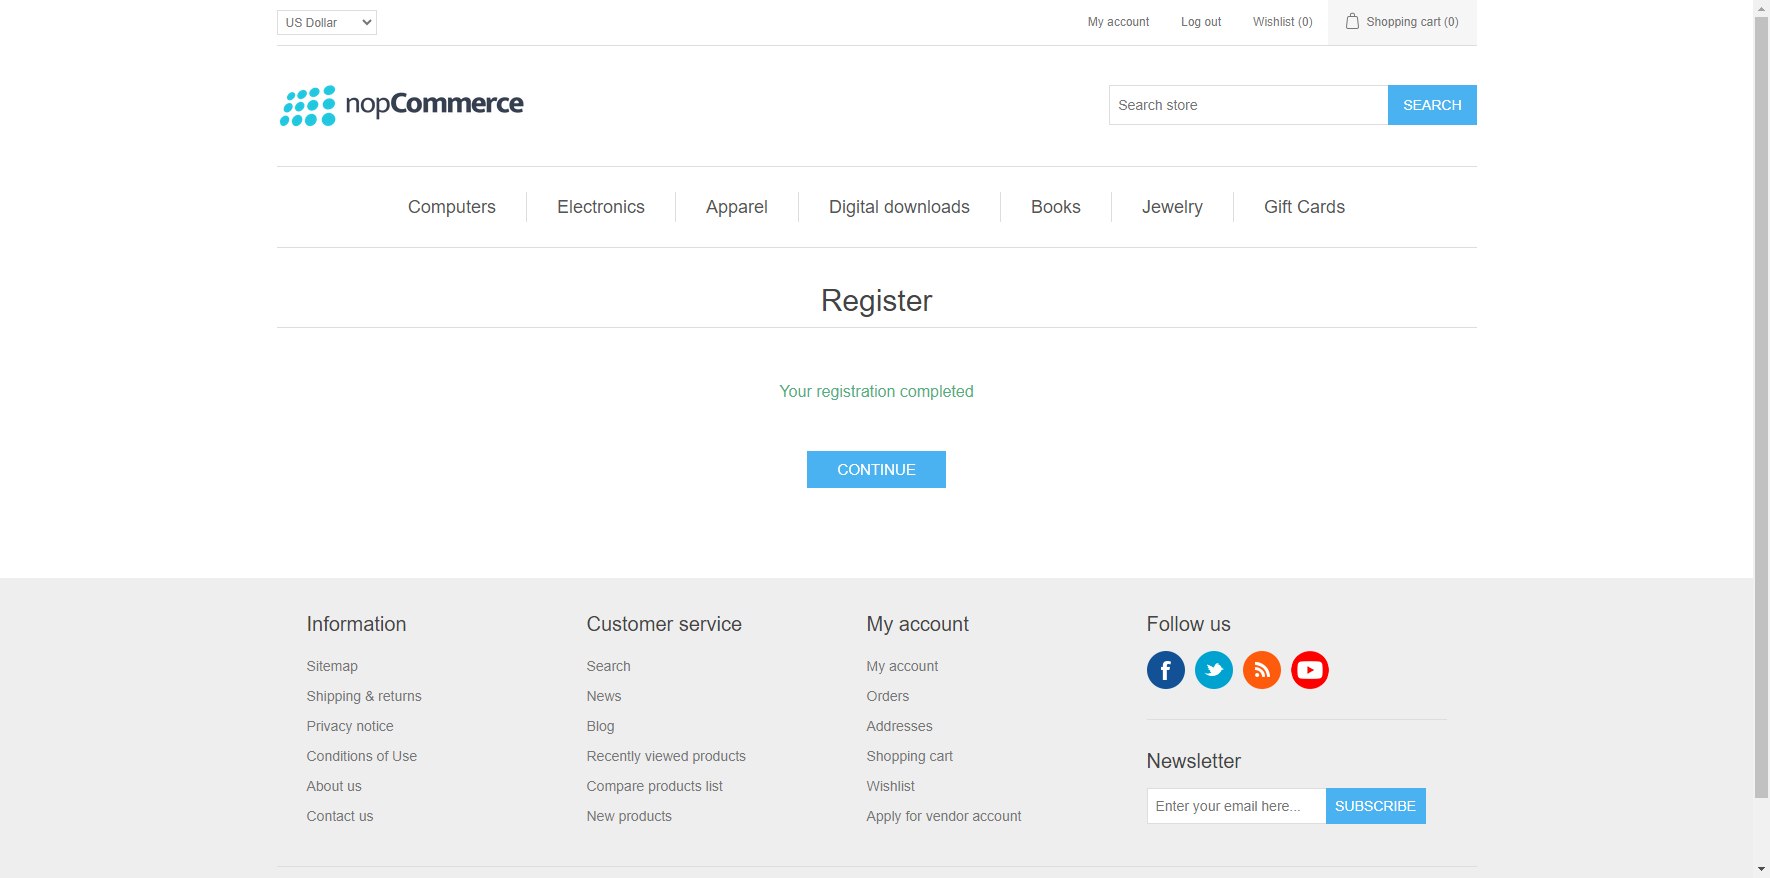 US Dollar
My account
Log out
Wishlist (0)
Shopping cart (0)
nopCommerce
Search store
SEARCH
Computers
Electronics
Apparel
Digital downloads
Books
Jewelry
Gift Cards
Register
Your registration completed
CONTINUE
Information
Sitemap
Shipping & returns
Privacy notice
Conditions of Use
About us
Contact us
Customer service
Search
News
Blog
Recently viewed products
Compare products list
New products
My account
My account
Orders
Addresses
Shopping cart
Wishlist
Apply for vendor account
Follow us
Newsletter
Enter your email here...
SUBSCRIBE